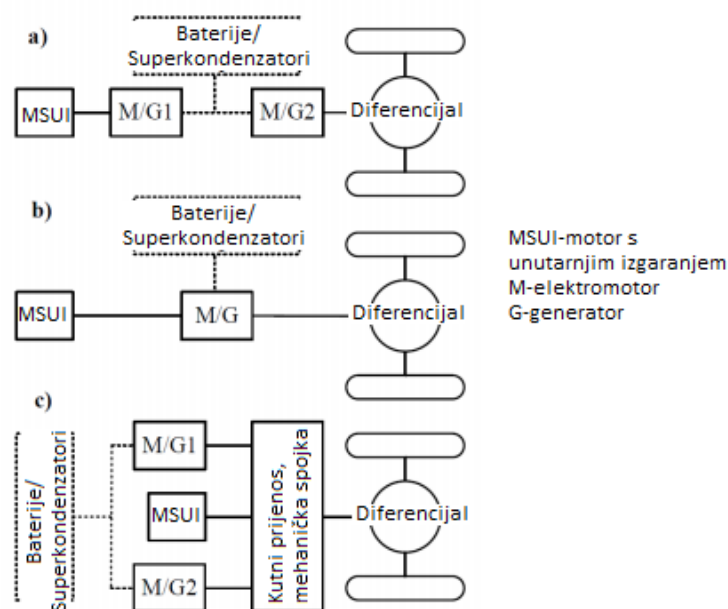 a)
Baterije/
Superkondenzatori
MSUI
M/G1
M/G2
Diferencijal
b)
Baterije/
Superkondenzatori
MSUI
M/G
Diferencijal
MSUI-motor s
unutarnjim izgaranjem
M-elektromotor
G-generator
c)
Baterije/
Superkondenzatori
M/G1
MSUI
M/G2
Kutni prijenos,
mehanička spojka
Diferencijal